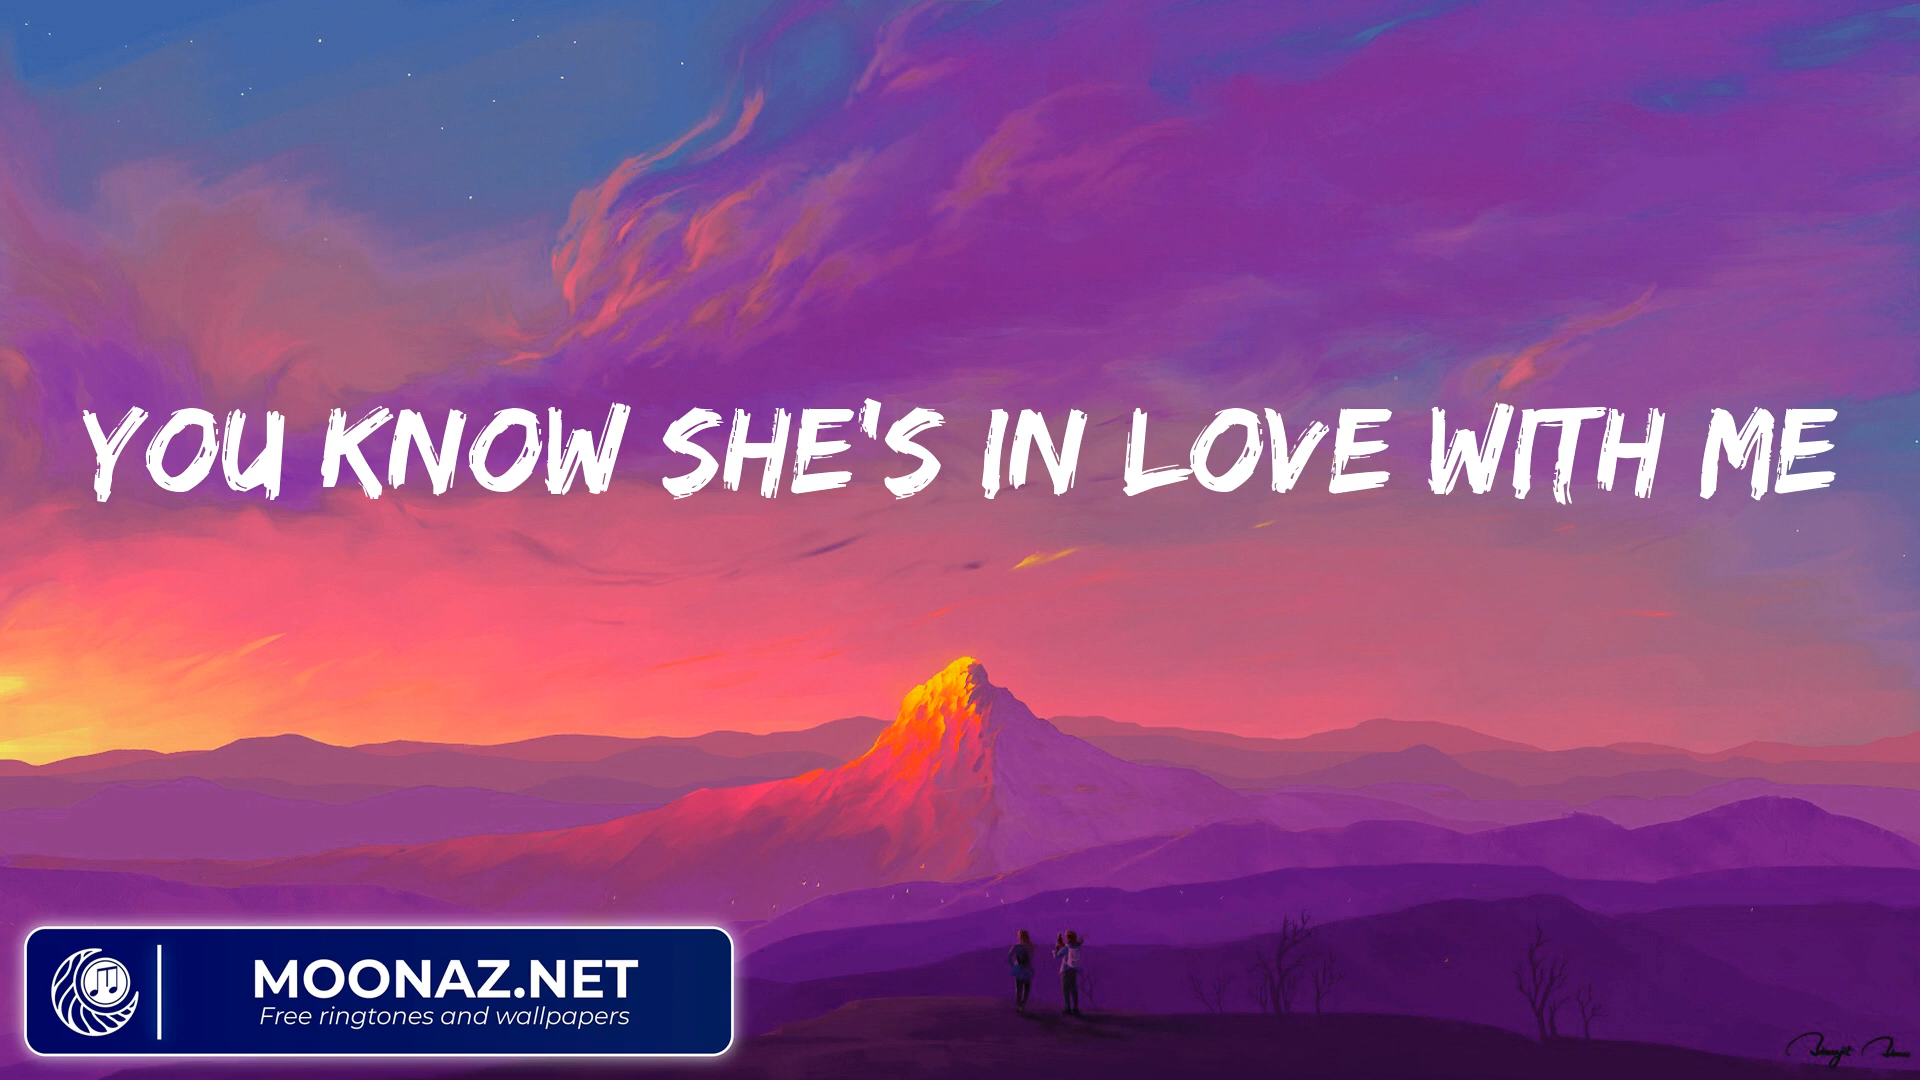 YOU KNOW SHE'S IN LOVE WITH ME
MOONAZ.NET
Free ringtones and wallpapers